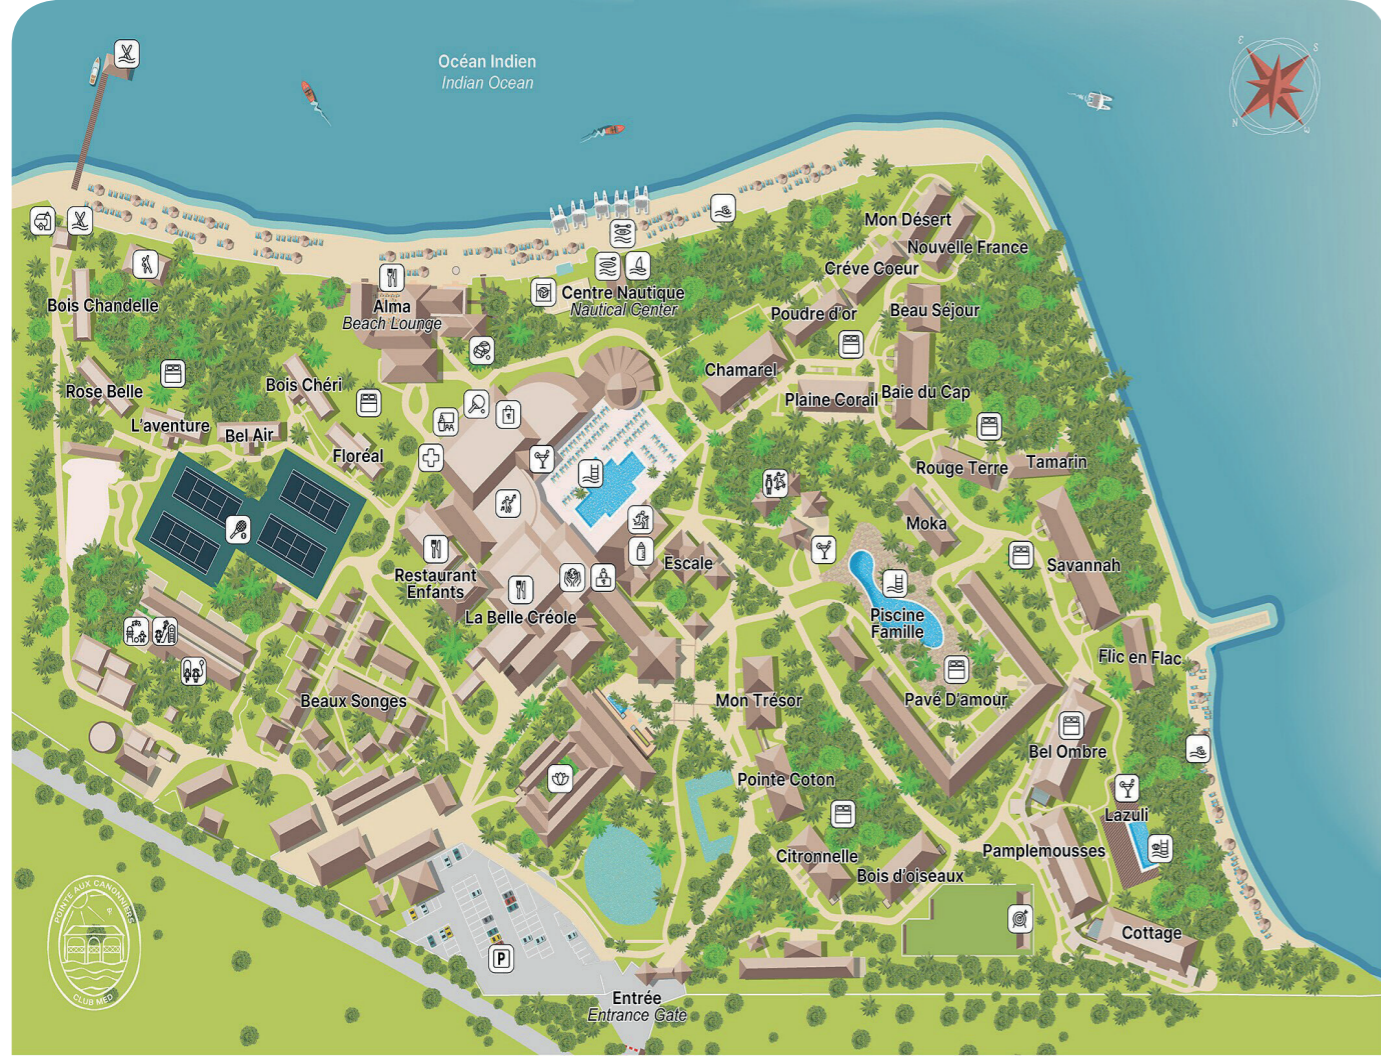 Océan Indien
Indian Ocean
E
S
N
Mon Désert
Nouvelle France
Créve Coeur
Centre Nautique
Nautical Center
Bois Chandelle
Alma
Beach Lounge
Poudre d'or
Beau Séjour
Chamarel
Bois Chéri
Rose Belle
Plaine Corail
Baie du Cap
L'aventure
Bel Air
Floréal
Rouge Terre
Tamarin
Moka
Escale
Savannah
Restaurant
Enfants
La Belle Créole
Piscine
Famille
Flic en Flac
Beaux Songes
Mon Trésor
Pavé D'amour
Bel Ombre
Pointe Coton
Lazuli
Citronnelle
Pamplemousses
Bois d'oiseaux
Cottage
P
Entrée
Entrance Gate
POINTE AUX CANONNIERS
CLUB MED